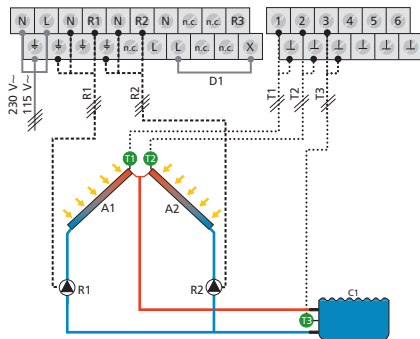 N L N R1 N R2 N n.c. n.c. R3 1 2 3 4 5 6
n.c. L L n.c. X
D1
230 V~
115 V~
R1
R2
T1
T2
T3
T1 T2
A1 A2
R1 R2
C1
T3